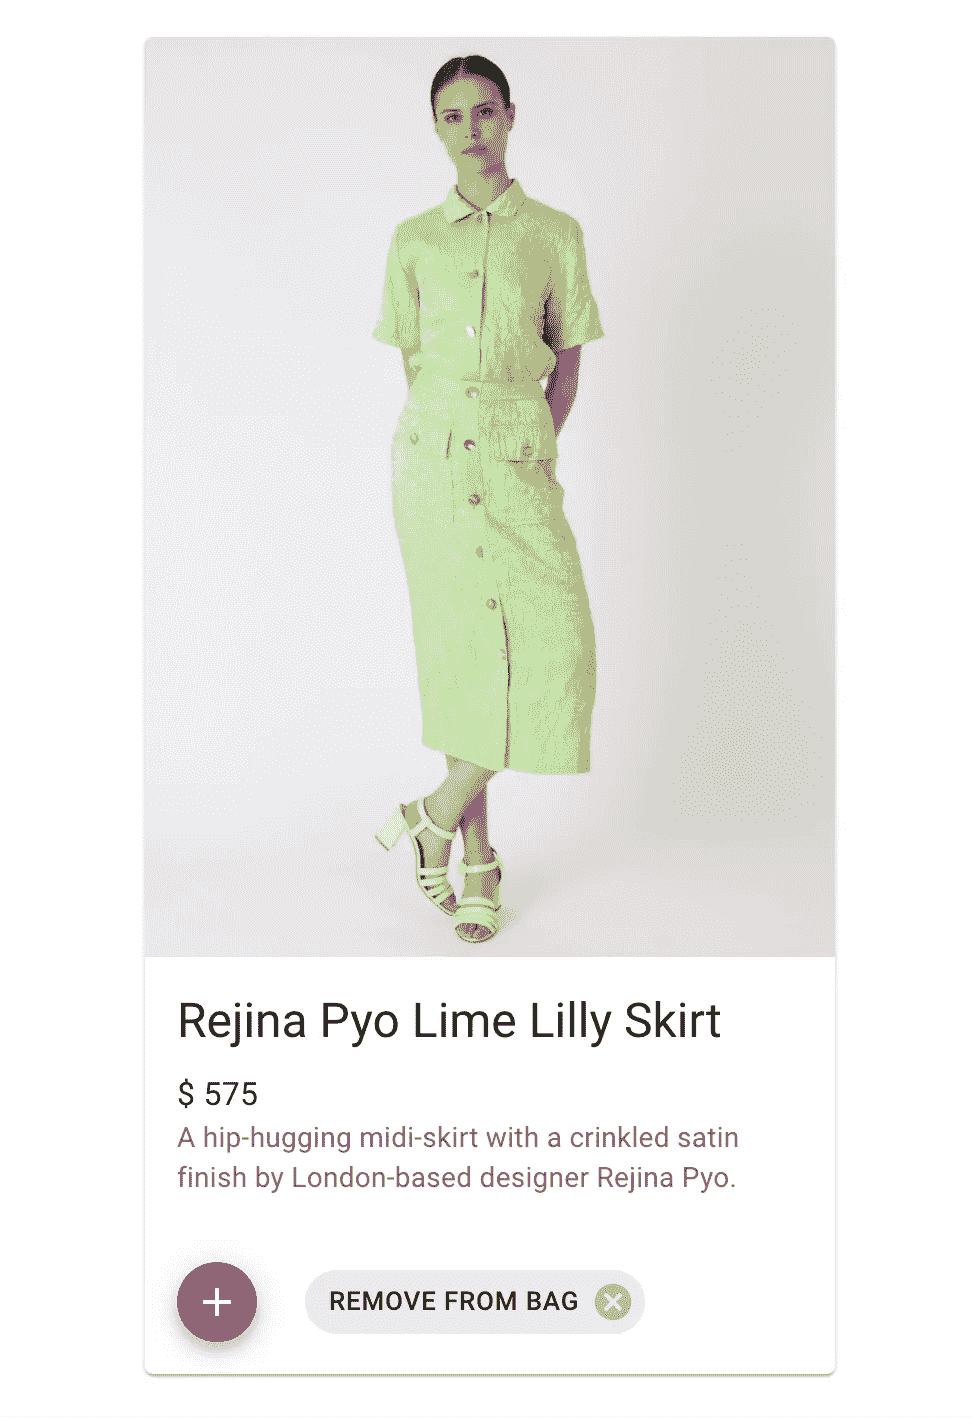 Rejina Pyo Lime Lilly Skirt
$ 575
A hip-hugging midi-skirt with a crinkled satin
finish by London-based designer Rejina Pyo.
REMOVE FROM BAG